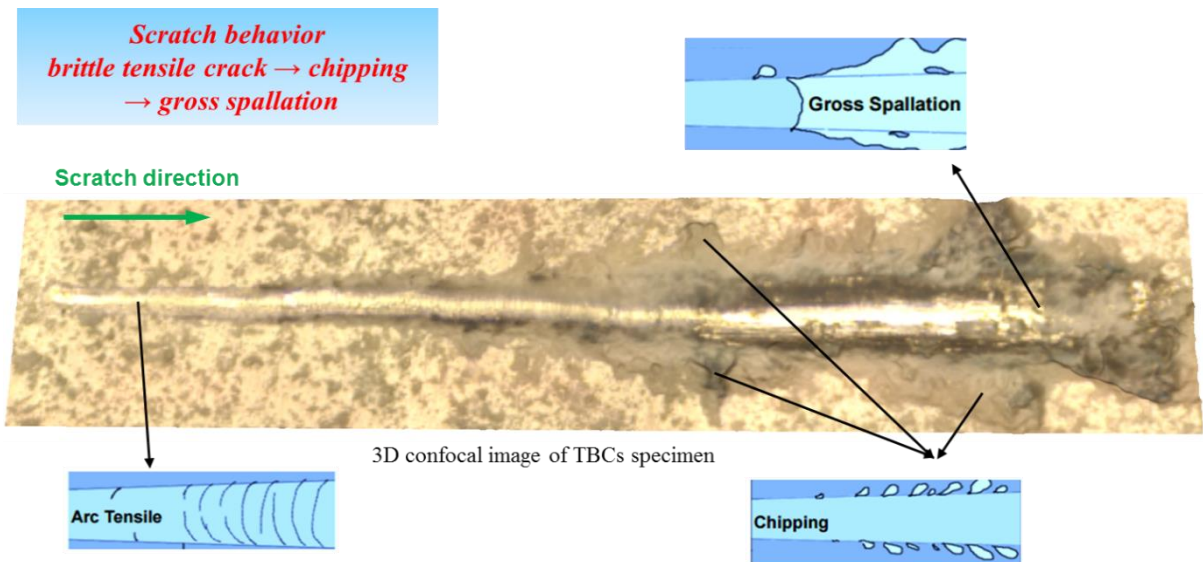 Scratch behavior
brittle tensile crack → chipping
→ gross spallation
Gross Spallation
Scratch direction
3D confocal image of TBCs specimen
Arc Tensile
Chipping